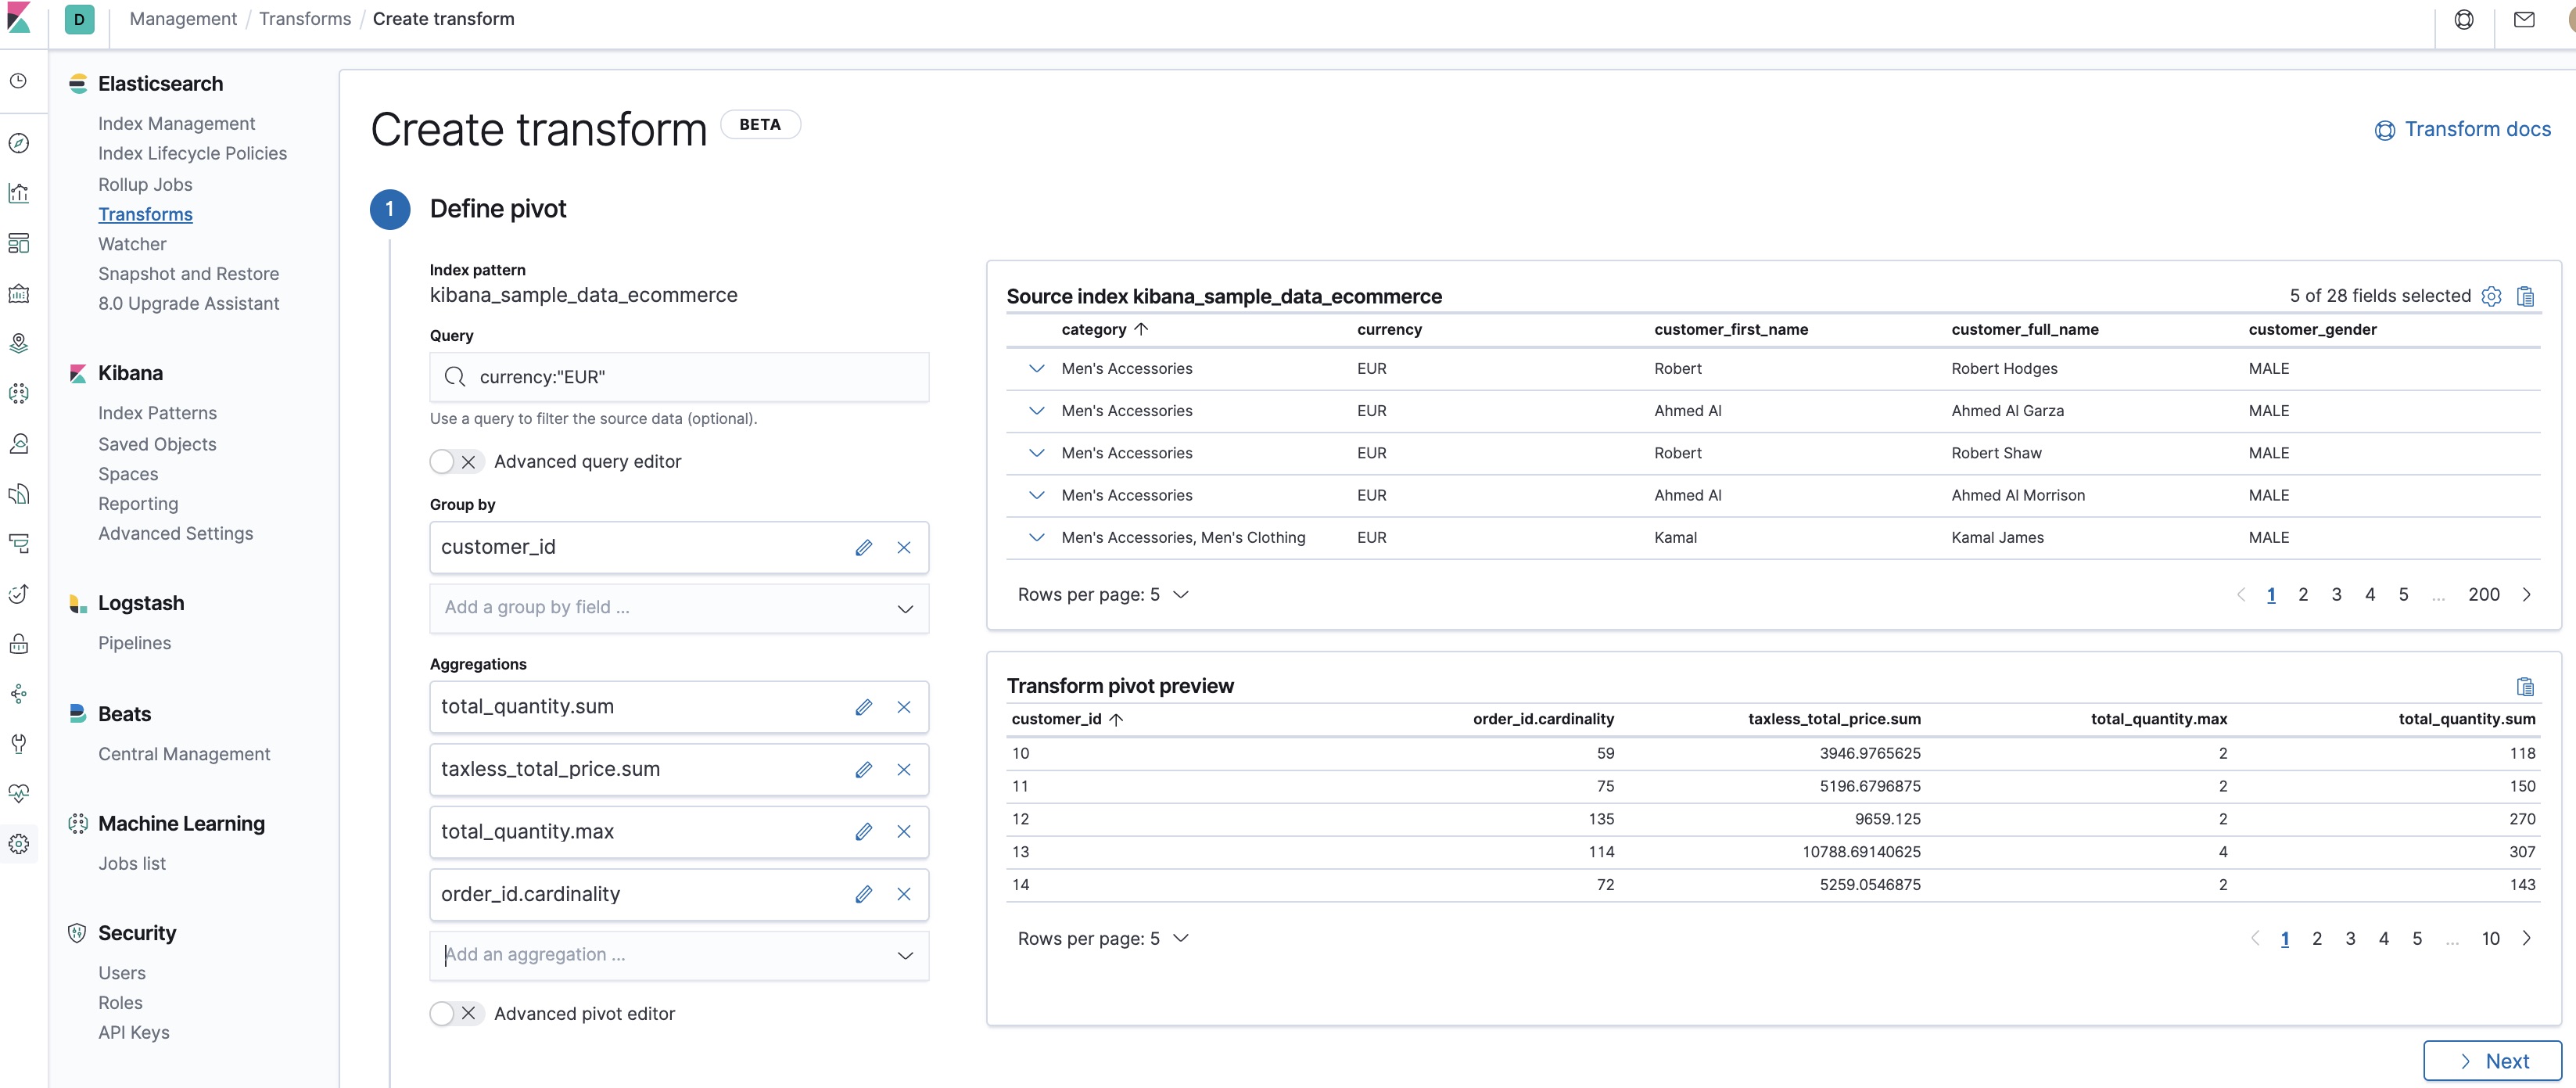 D Management / Transforms / Create transform
Elasticsearch
Index Management
Index Lifecycle Policies
Rollup Jobs
Transforms
Watcher
Snapshot and Restore
8.0 Upgrade Assistant
Kibana
Index Patterns
Saved Objects
Spaces
Reporting
Advanced Settings
Logstash
Pipelines
Beats
Central Management
Machine Learning
Jobs list
Security
Users
Roles
API Keys
Create transform BETA
Transform docs
1 Define pivot
Index pattern
kibana_sample_data_ecommerce
Query
currency:"EUR"
Use a query to filter the source data (optional).
Advanced query editor
Group by
customer_id
Add a group by field ...
Aggregations
total_quantity.sum
taxless_total_price.sum
total_quantity.max
order_id.cardinality
Add an aggregation ...
Advanced pivot editor
Source index kibana_sample_data_ecommerce 5 of 28 fields selected
category currency customer_first_name customer_full_name customer_gender
Men's Accessories EUR Robert Robert Hodges MALE
Men's Accessories EUR Ahmed Al Ahmed Al Garza MALE
Men's Accessories EUR Robert Robert Shaw MALE
Men's Accessories EUR Ahmed Al Ahmed Al Morrison MALE
Men's Accessories, Men's Clothing EUR Kamal Kamal James MALE
Rows per page: 5 1 2 3 4 5 ... 200
Transform pivot preview
customer_id order_id.cardinality taxless_total_price.sum total_quantity.max total_quantity.sum
10 59 3946.9765625 2 118
11 75 5196.6796875 2 150
12 135 9659.125 2 270
13 114 10788.69140625 4 307
14 72 5259.0546875 2 143
Rows per page: 5 1 2 3 4 5 ... 10
Next